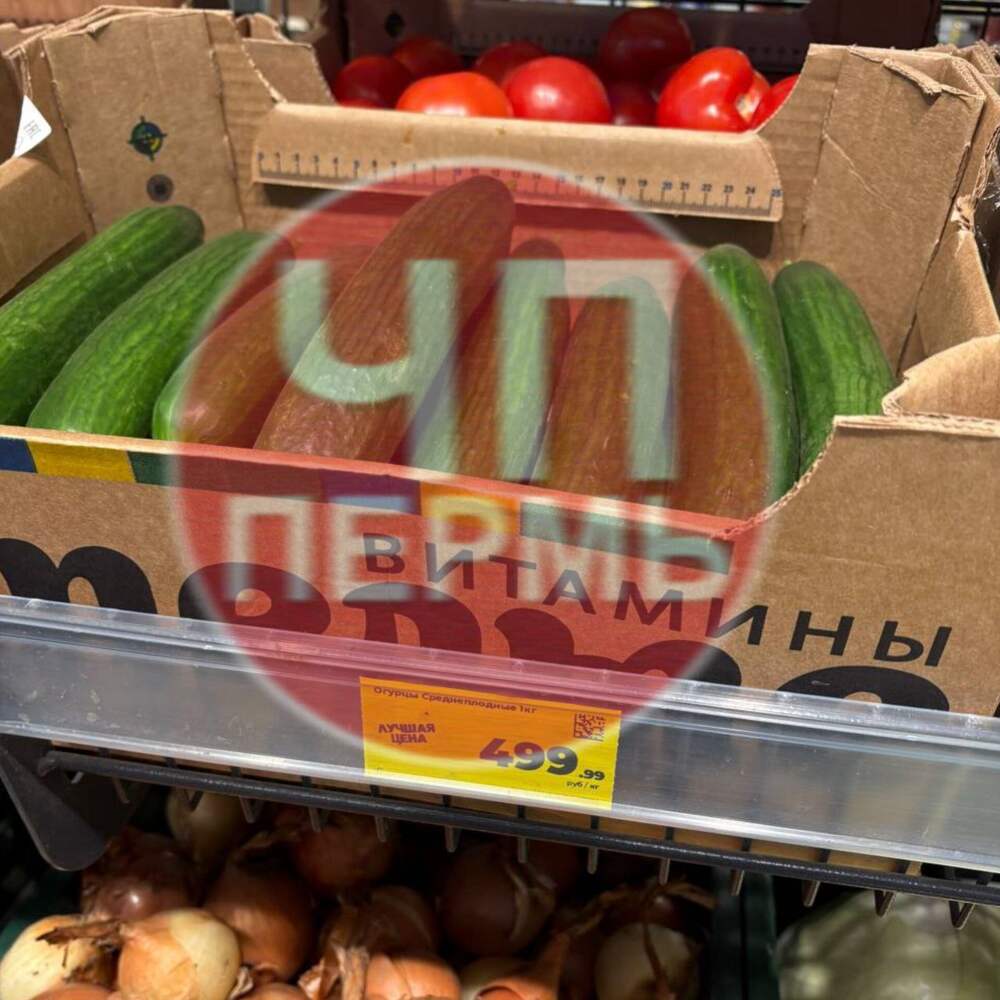 ЧП
ПЕРМЬ
ВИТАМИНЫ
Огурцы Среднеплодные 1кг
ЛУЧШАЯ
ЦЕНА
499.99
руб/кг